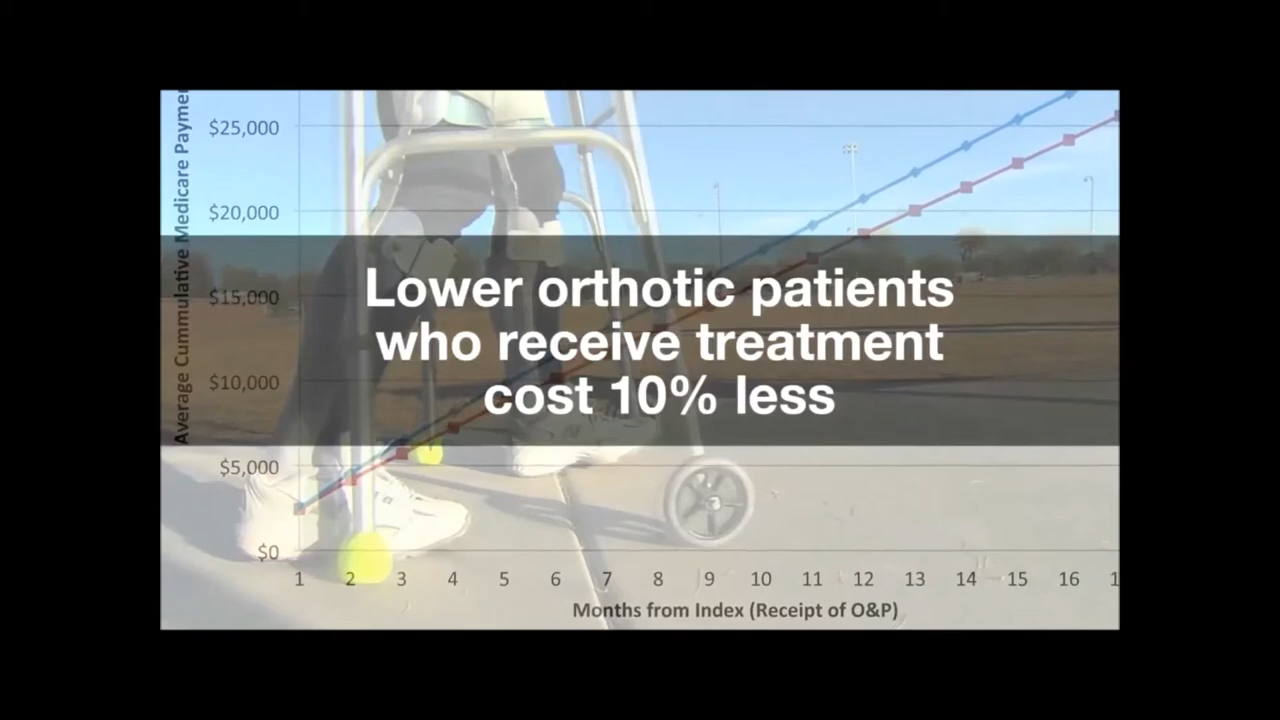 Average Cummulative Medicare
$25,000
$20,000
$15,000
$10,000
$5,000
$0
Lower orthotic patients
who receive treatment
cost 10% less
1 2 3 4 5 6 7 8 9 10 11 12 13 14 15 16
Months from Index (Receipt of O&P)